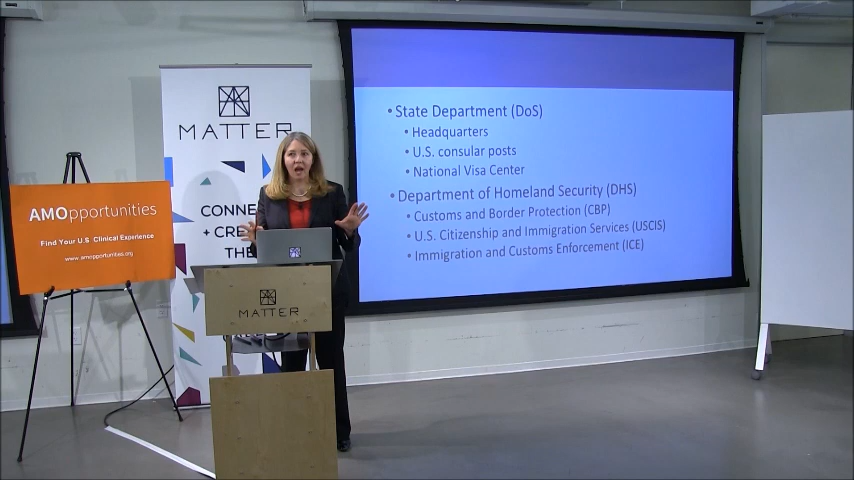 AMOpportunities
Find Your U.S Clinical Experience
www.amopportunities.org
MATTER
CONNE
+ CRE
THE
MATTER
• State Department (DoS)
• Headquarters
• U.S. consular posts
• National Visa Center
• Department of Homeland Security (DHS)
• Customs and Border Protection (CBP)
• U.S. Citizenship and Immigration Services (USCIS)
• Immigration and Customs Enforcement (ICE)